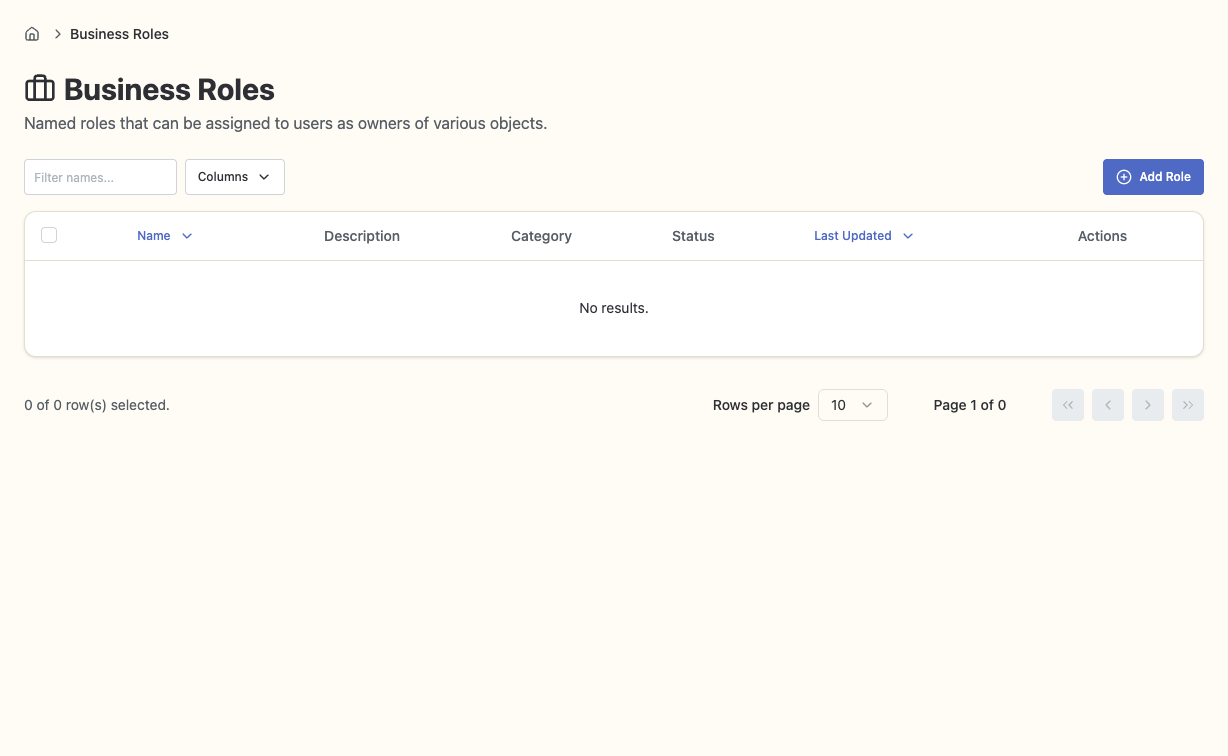 Business Roles
Business Roles
Named roles that can be assigned to users as owners of various objects.
Filter names...
Columns
Add Role
Name
Description
Category
Status
Last Updated
Actions
No results.
0 of 0 row(s) selected.
Rows per page
10
Page 1 of 0